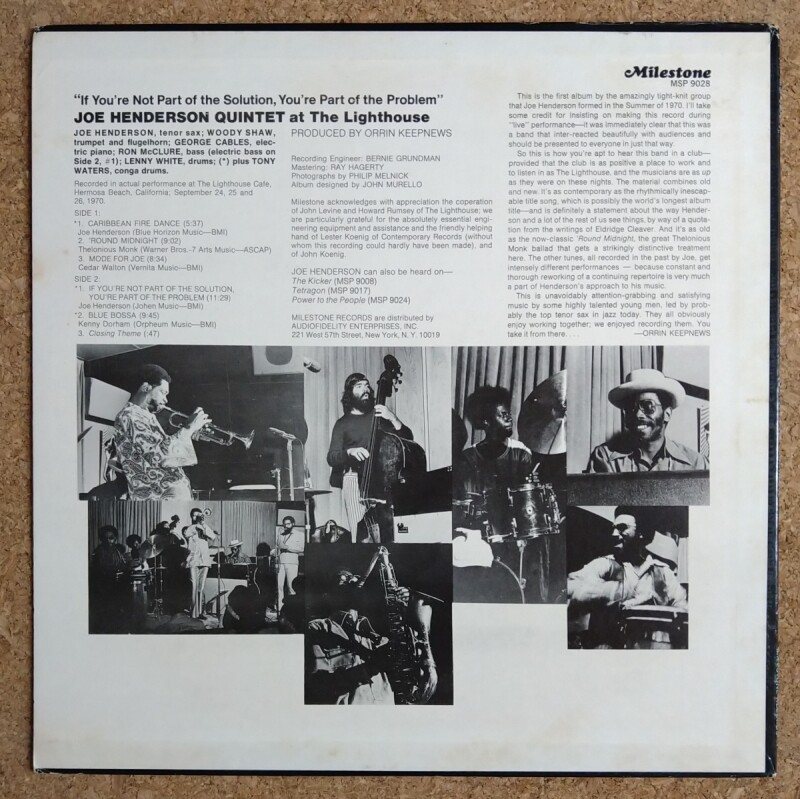 Milestone
MSP 9028
"If You're Not Part of the Solution, You're Part of the Problem"
JOE HENDERSON QUINTET at The Lighthouse
JOE HENDERSON, tenor sax; WOODY SHAW,
trumpet and flugelhorn; GEORGE CABLES, elec-
tric piano; RON McCLURE, bass (electric bass on
Side 2, #1); LENNY WHITE, drums; (*) plus TONY
WATERS, conga drums.
Recorded in actual performance at The Lighthouse Cafe,
Hermosa Beach, California; September 24, 25 and
26, 1970.
SIDE 1:
*1. CARIBBEAN FIRE DANCE (5:37)
Joe Henderson (Blue Horizon Music—BMI)
2. 'ROUND MIDNIGHT (9:02)
Thelonious Monk (Warner Bros.-7 Arts Music—ASCAP)
3. MODE FOR JOE (8:34)
Cedar Walton (Vernita Music—BMI)
SIDE 2:
*1. IF YOU'RE NOT PART OF THE SOLUTION,
YOU'RE PART OF THE PROBLEM (11:29)
Joe Henderson (Johen Music—BMI)
*2. BLUE BOSSA (9:45)
Kenny Dorham (Orpheum Music—BMI)
3. Closing Theme (:47)
PRODUCED BY ORRIN KEEPNEWS
Recording Engineer: BERNIE GRUNDMAN
Mastering: RAY HAGERTY
Photographs by PHILIP MELNICK
Album designed by JOHN MURELLO
Milestone acknowledges with appreciation the cooperation
of John Levine and Howard Rumsey of The Lighthouse; we
are particularly grateful for the absolutely essential engi-
neering equipment and assistance and the friendly helping
hand of Lester Koenig of Contemporary Records (without
whom this recording could hardly have been made), and
of John Koenig.
JOE HENDERSON can also be heard on—
The Kicker (MSP 9008)
Tetragon (MSP 9017)
Power to the People (MSP 9024)
MILESTONE RECORDS are distributed by
AUDIOFIDELITY ENTERPRISES, INC.
221 West 57th Street, New York, N. Y. 10019
This is the first album by the amazingly tight-knit group
that Joe Henderson formed in the Summer of 1970. I'll take
some credit for insisting on making this record during
"live" performance—it was immediately clear that this was
a band that inter-reacted beautifully with audiences and
should be presented to everyone in just that way.
So this is how you're apt to hear this band in a club—
provided that the club is as positive a place to work and
to listen in as The Lighthouse, and the musicians are as up
as they were on these nights. The material combines old
and new. It's as contemporary as the rhythmically inescap-
able title song, which is possibly the world's longest album
title—and is definitely a statement about the way Hender-
son and a lot of the rest of us see things, by way of a quota-
tion from the writings of Eldridge Cleaver. And it's as old
as the now-classic 'Round Midnight, the great Thelonious
Monk ballad that gets a strikingly distinctive treatment
here. The other tunes, all recorded in the past by Joe, get
intensely different performances — because constant and
thorough reworking of a continuing repertoire is very much
a part of Henderson's approach to his music.
This is unavoidably attention-grabbing and satisfying
music by some highly talented young men, led by prob-
ably the top tenor sax in jazz today. They all obviously
enjoy working together; we enjoyed recording them. You
take it from there. . . . —ORRIN KEEPNEWS